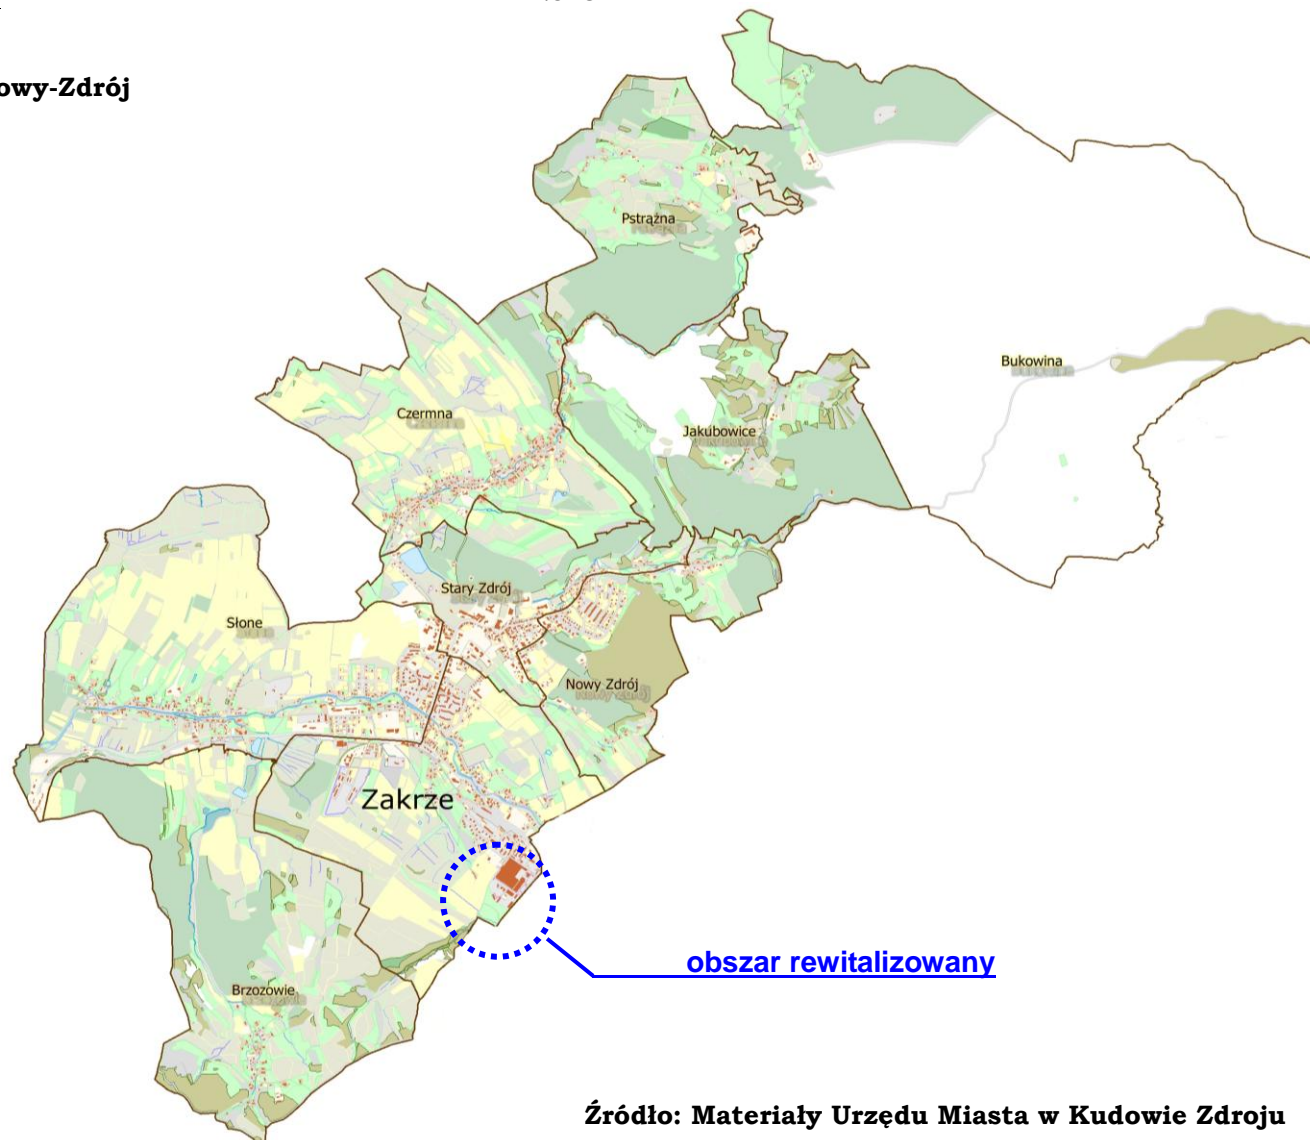 owy-Zdrój
Pstrążna
Bukowina
Czermna
Jakubowice
Stary Zdrój
Słone
Nowy Zdrój
Zakrze
obszar rewitalizowany
Brzozowie
Źródło: Materiały Urzędu Miasta w Kudowie Zdroju